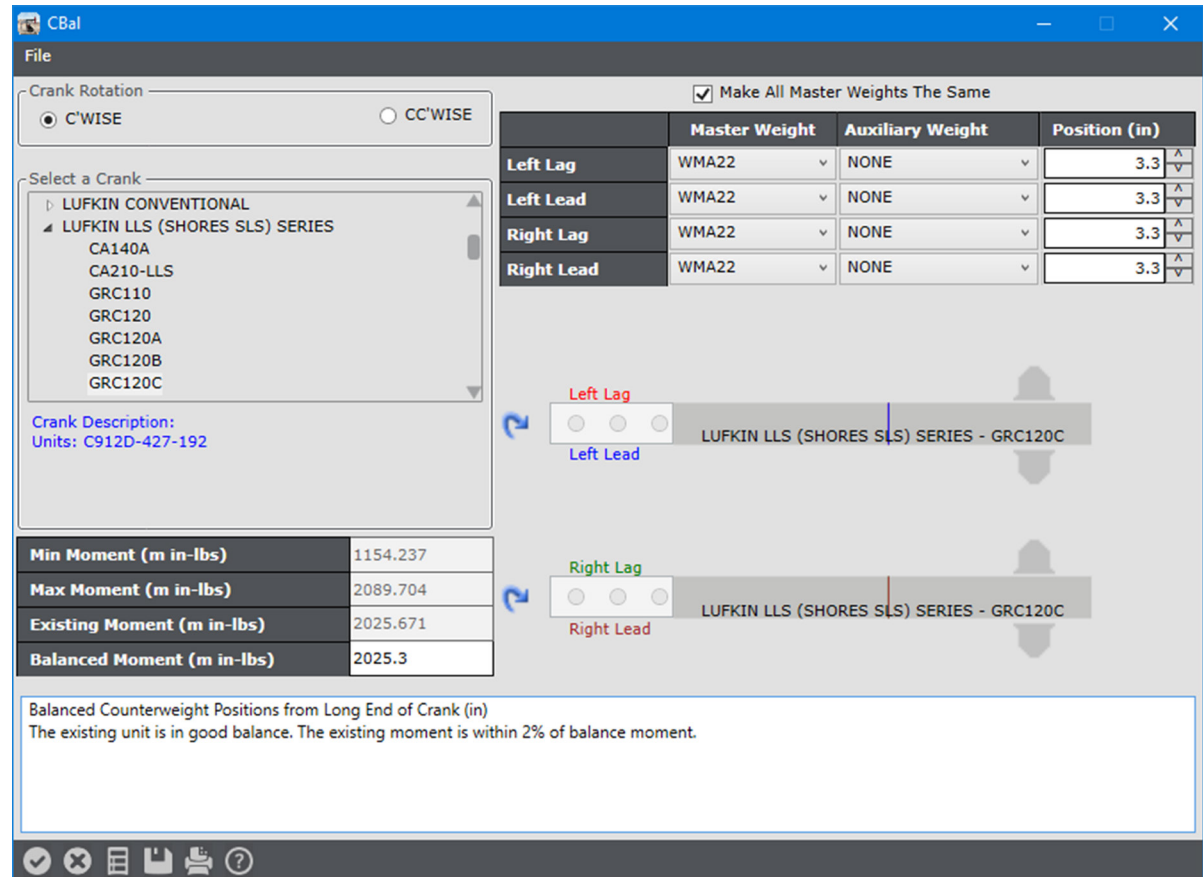 CBal
File
Crank Rotation
C'WISE
CC'WISE
Select a Crank
LUFKIN CONVENTIONAL
LUFKIN LLS (SHORES SLS) SERIES
CA140A
CA210-LLS
GRC110
GRC120
GRC120A
GRC120B
GRC120C
Crank Description:
Units: C912D-427-192
Min Moment (m in-lbs) 1154.237
Max Moment (m in-lbs) 2089.704
Existing Moment (m in-lbs) 2025.671
Balanced Moment (m in-lbs) 2025.3
Make All Master Weights The Same
Master Weight Auxiliary Weight Position (in)
Left Lag WMA22 NONE 3.3
Left Lead WMA22 NONE 3.3
Right Lag WMA22 NONE 3.3
Right Lead WMA22 NONE 3.3
Left Lag
LUFKIN LLS (SHORES SLS) SERIES - GRC120C
Left Lead
Right Lag
LUFKIN LLS (SHORES SLS) SERIES - GRC120C
Right Lead
Balanced Counterweight Positions from Long End of Crank (in)
The existing unit is in good balance. The existing moment is within 2% of balance moment.